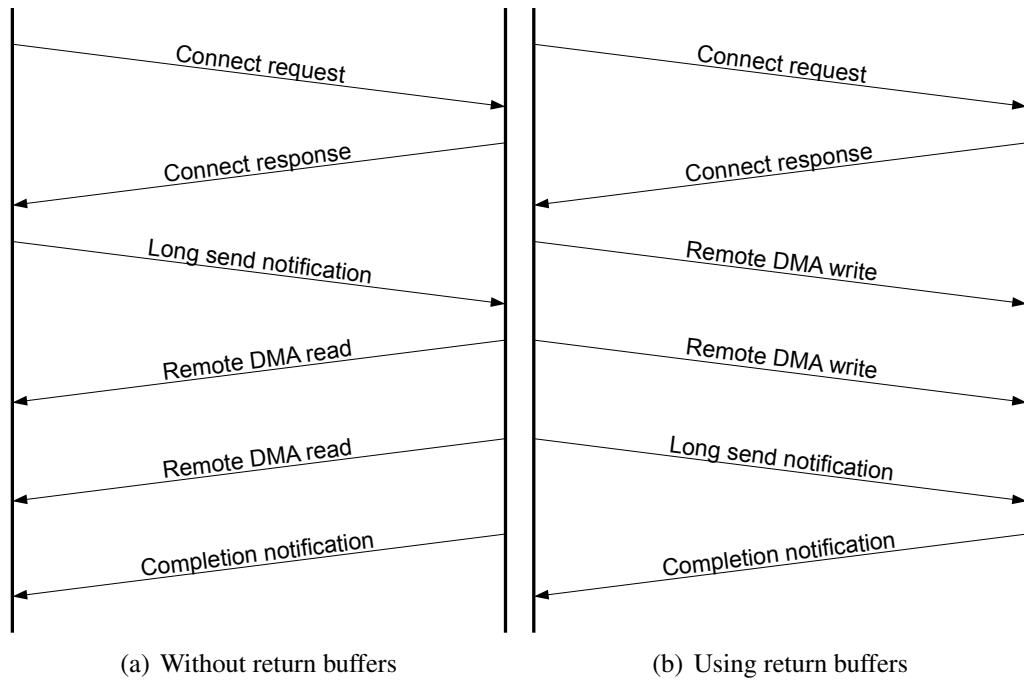 Connect request
Connect response
Long send notification
Remote DMA read
Remote DMA read
Completion notification
(a) Without return buffers
Connect request
Connect response
Remote DMA write
Remote DMA write
Long send notification
Completion notification
(b) Using return buffers